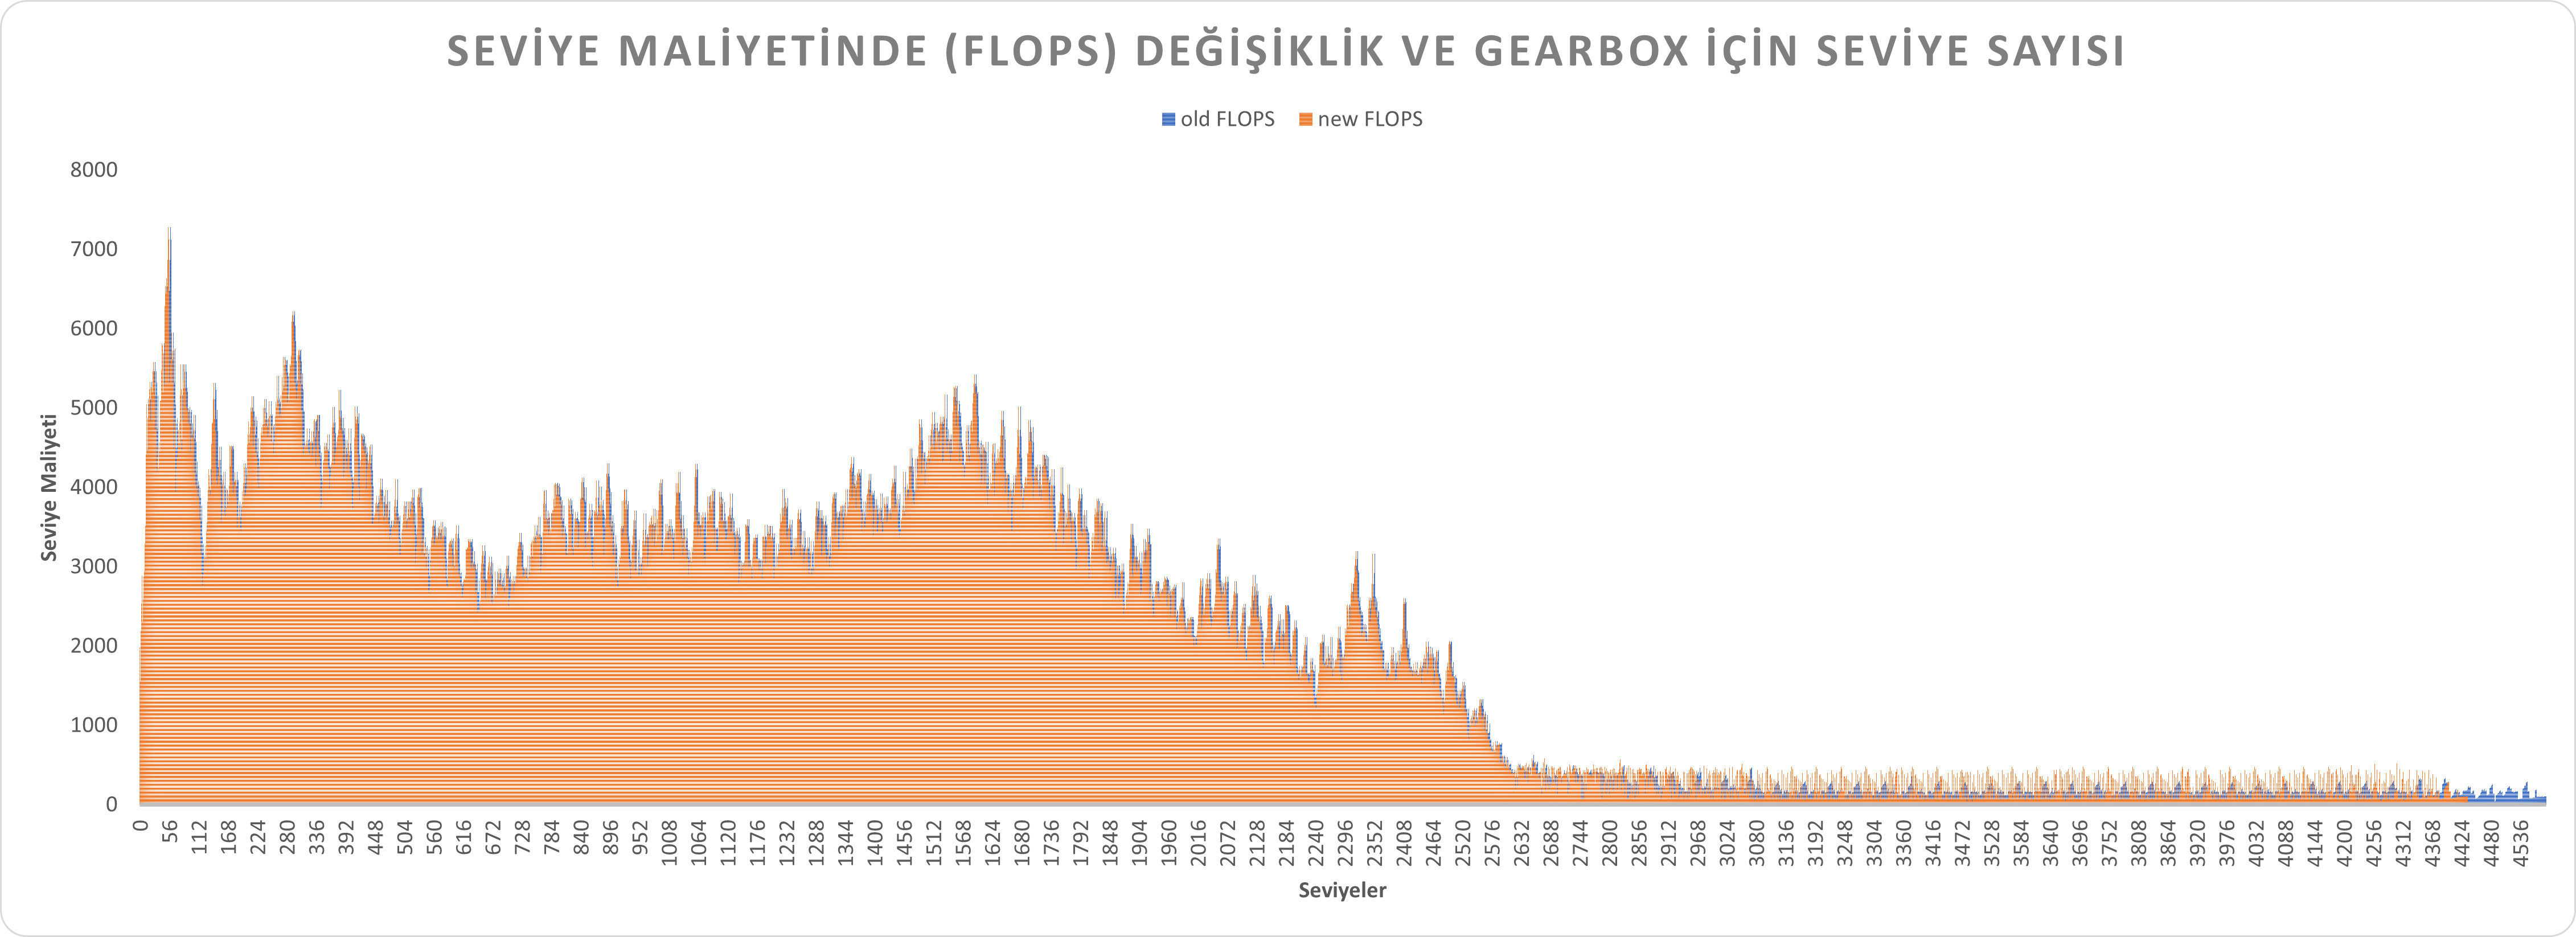 SEVİYE MALİYETİNDE (FLOPS) DEĞİŞİKLİK VE GEARBOX İÇİN SEVİYE SAYISI
old FLOPS new FLOPS
8000
7000
6000
5000
4000
3000
2000
1000
0
Seviye Maliyeti
0 56 112 168 224 280 336 392 448 504 560 616 672 728 784 840 896 952 1008 1064 1120 1176 1232 1288 1344 1400 1456 1512 1568 1624 1680 1736 1792 1848 1904 1960 2016 2072 2128 2184 2240 2296 2352 2408 2464 2520 2576 2632 2688 2744 2800 2856 2912 2968 3024 3080 3136 3192 3248 3304 3360 3416 3472 3528 3584 3640 3696 3752 3808 3864 3920 3976 4032 4088 4144 4200 4256 4312 4368 4424 4480 4536
Seviyeler